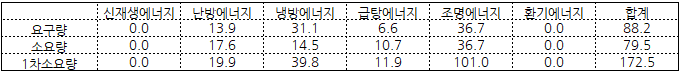 신재생에너지 난방에너지 냉방에너지 급탕에너지 조명에너지 환기에너지 합계
요구량 0.0 13.9 31.1 6.6 36.7 0.0 88.2
소요량 0.0 17.6 14.5 10.7 36.7 0.0 79.5
1차소요량 0.0 19.9 39.8 11.9 101.0 0.0 172.5